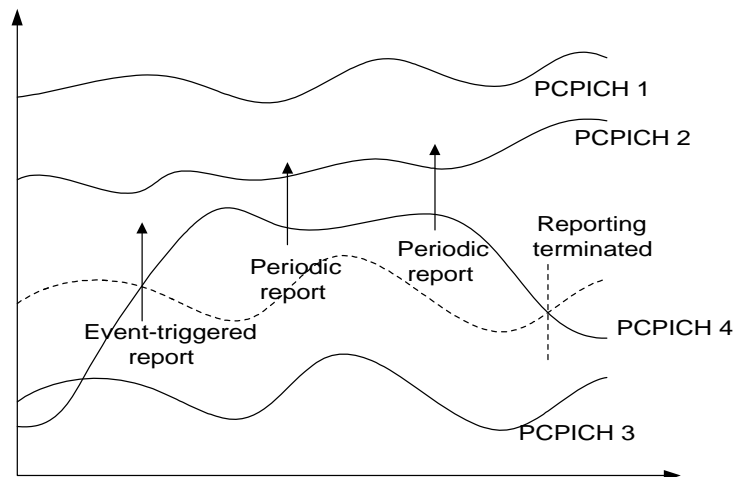 PCPICH 1
PCPICH 2
Reporting
terminated
Periodic
report
Periodic
report
Event-triggered
report
PCPICH 4
PCPICH 3